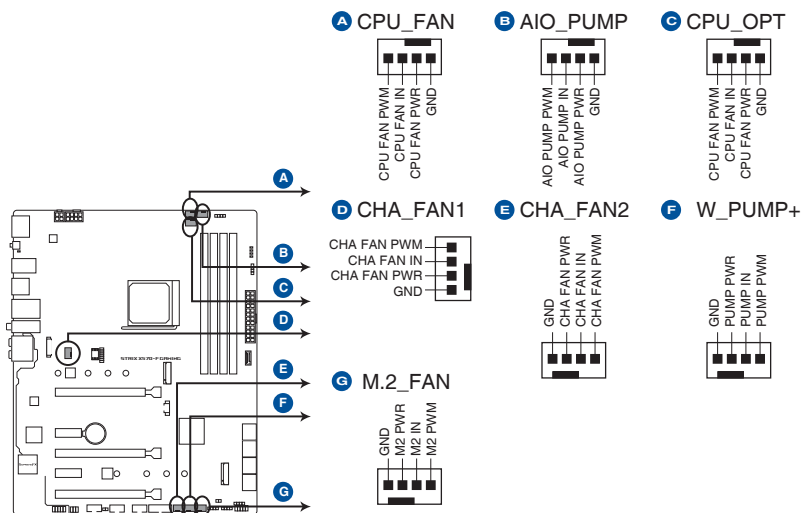 A CPU_FAN
CPU FAN PWM
CPU FAN IN
CPU FAN PWR
GND
B AIO_PUMP
AIO PUMP PWM
AIO PUMP IN
AIO PUMP PWR
GND
C CPU_OPT
CPU FAN PWM
CPU FAN IN
CPU FAN PWR
GND
D CHA_FAN1
CHA FAN PWM
CHA FAN IN
CHA FAN PWR
GND
E CHA_FAN2
GND
CHA FAN PWR
CHA FAN IN
CHA FAN PWM
F W_PUMP+
GND
PUMP PWR
PUMP IN
PUMP PWM
G M.2_FAN
GND
M2 PWR
M2 IN
M2 PWM
A
B
C
D
E
F
G
STRIX X570-F GAMING